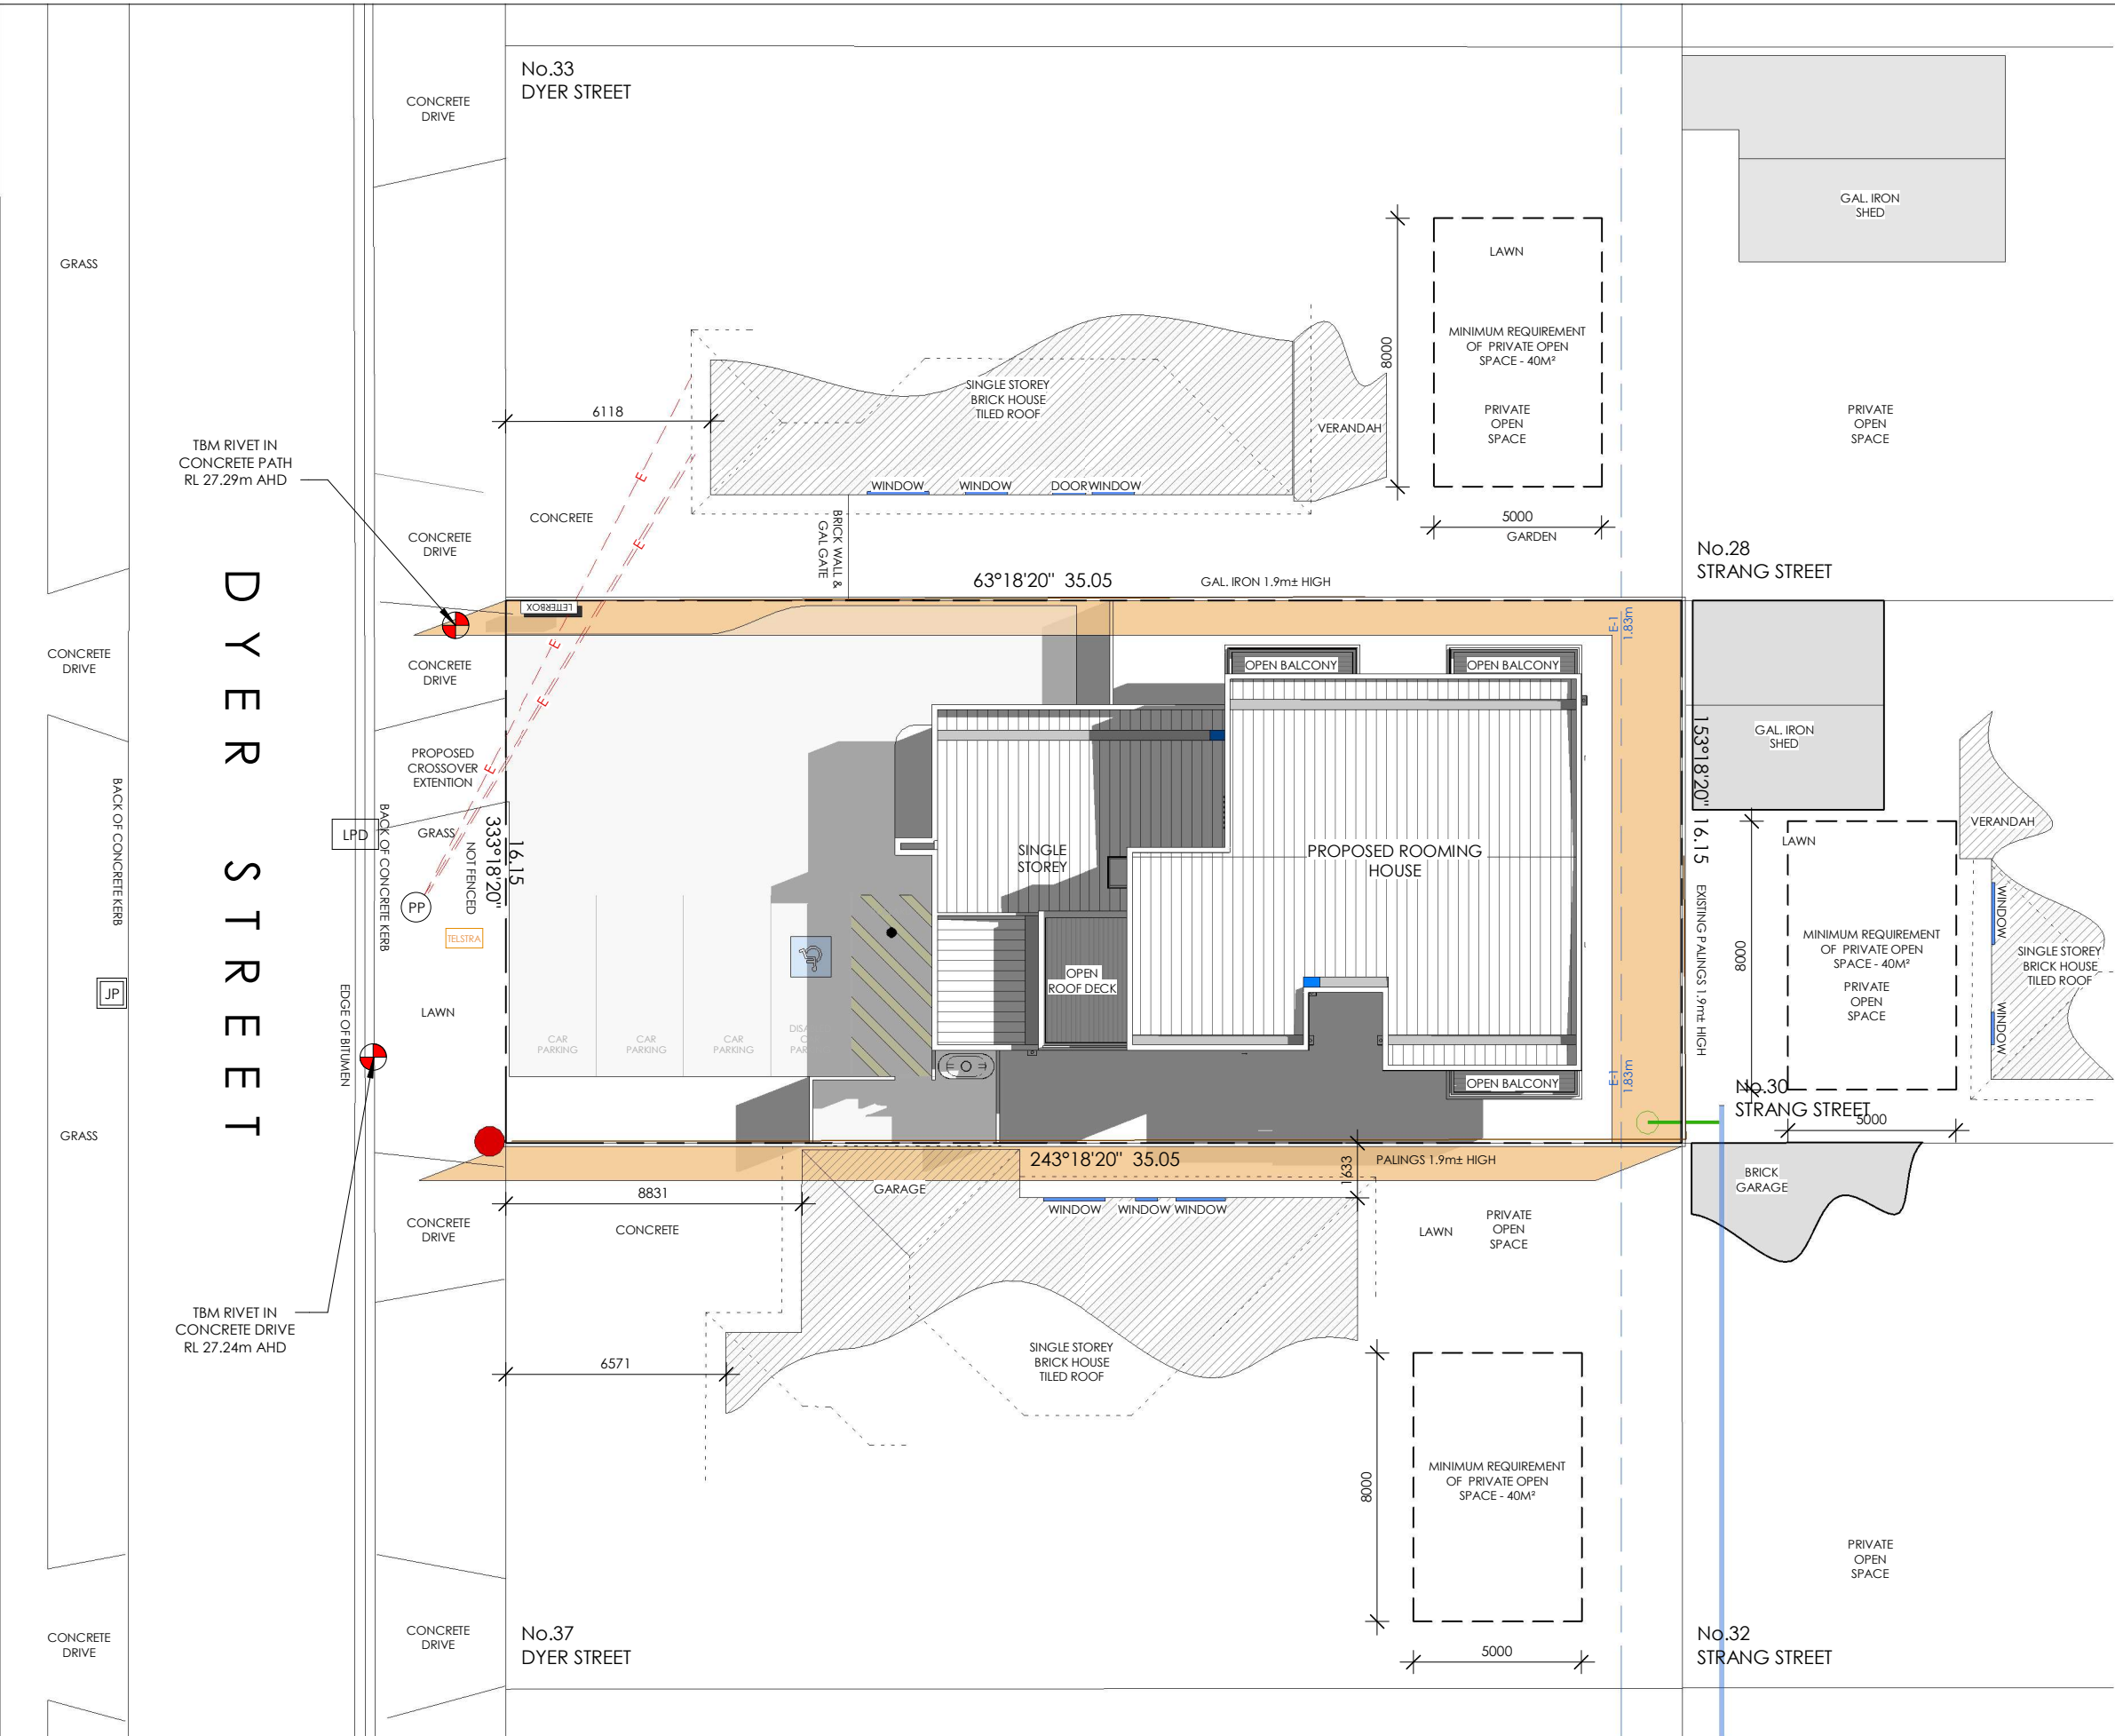 No.33
DYER STREET
CONCRETE
DRIVE
GRASS
GAL. IRON
SHED
LAWN
MINIMUM REQUIREMENT
OF PRIVATE OPEN
SPACE - 40M²
PRIVATE
OPEN
SPACE
8000
5000
GARDEN
PRIVATE
OPEN
SPACE
SINGLE STOREY
BRICK HOUSE
TILED ROOF
VERANDAH
6118
WINDOW
WINDOW
DOOR
WINDOW
TBM RIVET IN
CONCRETE PATH
RL 27.29m AHD
E
E
CONCRETE
BRICK WALL &
GAL GATE
CONCRETE
DRIVE
No.28
STRANG STREET
63°18'20" 35.05
GAL. IRON 1.9m± HIGH
LETTERBOX
E-1
1.83m
DYER STREET
CONCRETE
DRIVE
CONCRETE
DRIVE
E
E
E
OPEN BALCONY
OPEN BALCONY
GAL. IRON
SHED
153°18'20" 16.15
PROPOSED
CROSSOVER
EXTENTION
BACK OF CONCRETE KERB
BACK OF CONCRETE KERB
LPD
GRASS
NOT FENCED
333°18'20"
16.15
PP
TELSTRA
SINGLE
STOREY
PROPOSED ROOMING
HOUSE
EXISTING PALINGS 1.9m± HIGH
LAWN
VERANDAH
8000
MINIMUM REQUIREMENT
OF PRIVATE OPEN
SPACE - 40M²
PRIVATE
OPEN
SPACE
WINDOW
WINDOW
SINGLE STOREY
BRICK HOUSE
TILED ROOF
OPEN
ROOF DECK
JP
EDGE OF BITUMEN
LAWN
CAR
PARKING
CAR
PARKING
CAR
PARKING
OPEN BALCONY
E-1
1.83m
No.30
STRANG STREET
5000
GRASS
243°18'20" 35.05
1633
PALINGS 1.9m± HIGH
BRICK
GARAGE
8831
GARAGE
WINDOW
WINDOW
WINDOW
CONCRETE
DRIVE
CONCRETE
LAWN
PRIVATE
OPEN
SPACE
TBM RIVET IN
CONCRETE DRIVE
RL 27.24m AHD
6571
SINGLE STOREY
BRICK HOUSE
TILED ROOF
8000
MINIMUM REQUIREMENT
OF PRIVATE OPEN
SPACE - 40M²
5000
PRIVATE
OPEN
SPACE
CONCRETE
DRIVE
CONCRETE
DRIVE
No.37
DYER STREET
No.32
STRANG STREET